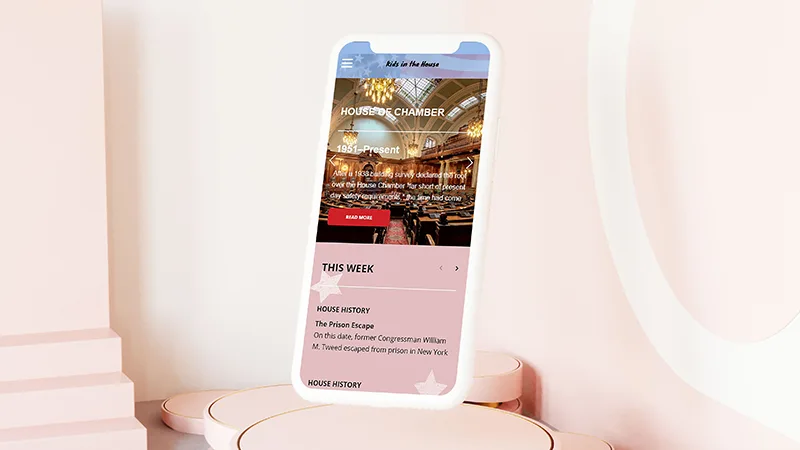 Kids in the House
HOUSE OF CHAMBER
1951–Present
After a 1938 building survey declared the roof
over the House Chamber "far short of present
day safety requirements," the time had come
READ MORE
THIS WEEK
HOUSE HISTORY
The Prison Escape
On this date, former Congressman William
M. Tweed escaped from prison in New York
HOUSE HISTORY